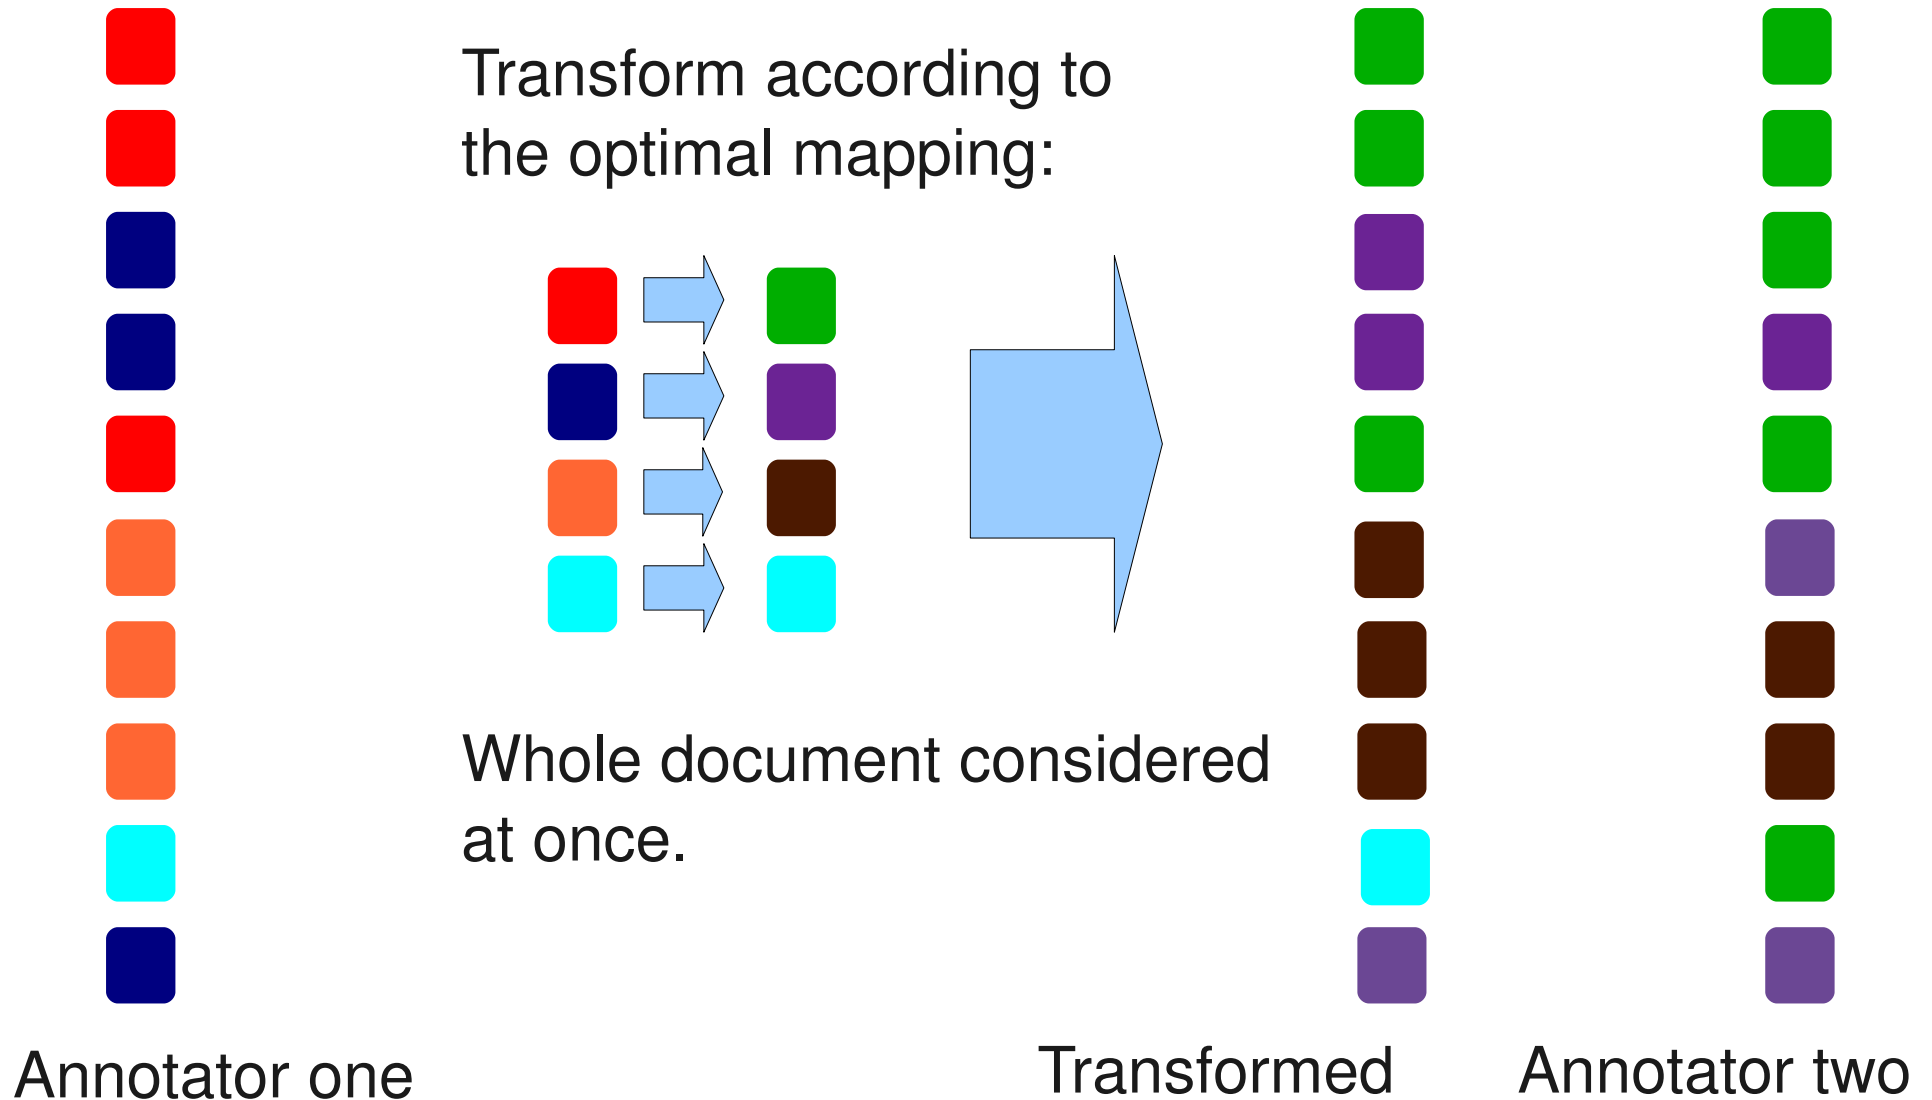 Transform according to
the optimal mapping:
Whole document considered
at once.
Annotator one
Transformed
Annotator two